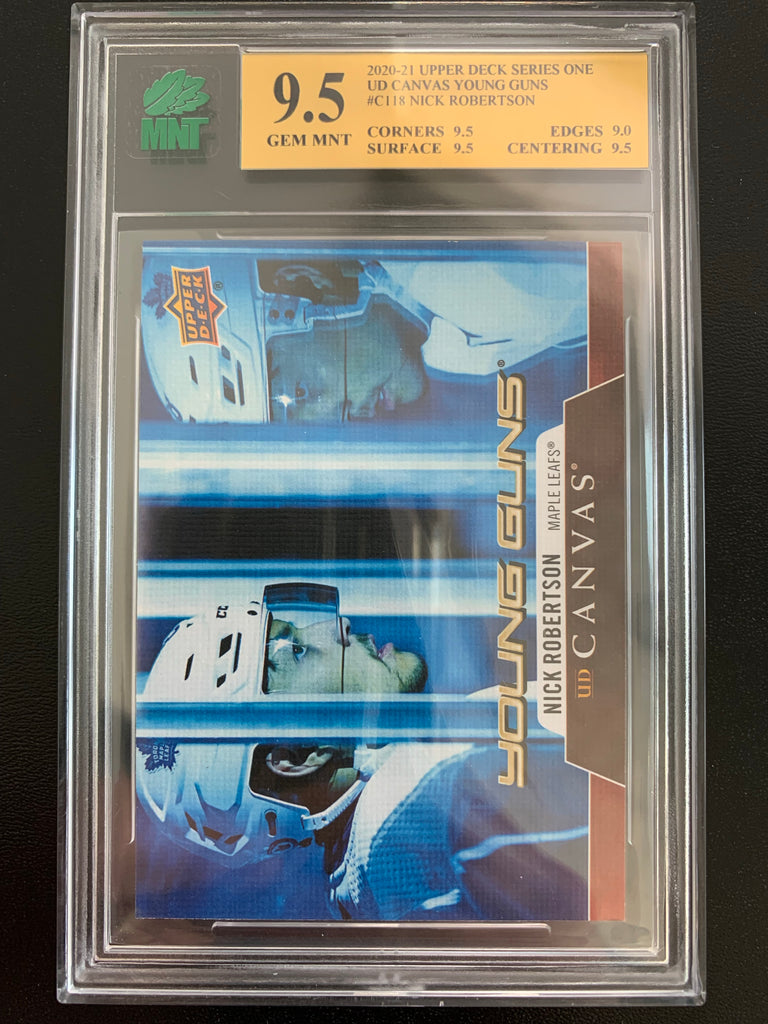 MNT
9.5
GEM MNT
2020-21 UPPER DECK SERIES ONE
UD CANVAS YOUNG GUNS
#C118 NICK ROBERTSON
CORNERS 9.5 EDGES 9.0
SURFACE 9.5 CENTERING 9.5
UPPER
D·E·C·K
®
YOUNG GUNS®
NICK ROBERTSON MAPLE LEAFS®
UD CANVAS®